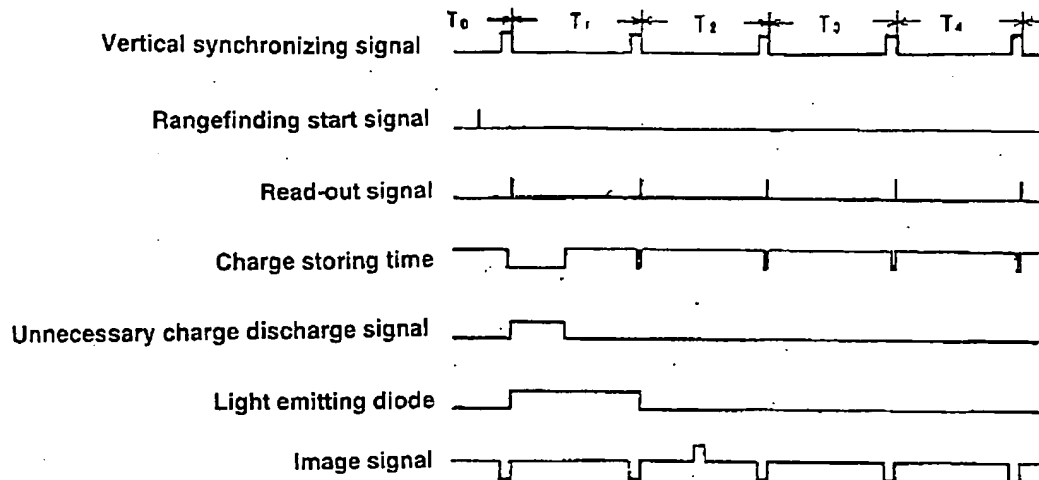 T₀ T₁ T₂ T₃ T₄
Vertical synchronizing signal
Rangefinding start signal
Read-out signal
Charge storing time
Unnecessary charge discharge signal
Light emitting diode
Image signal